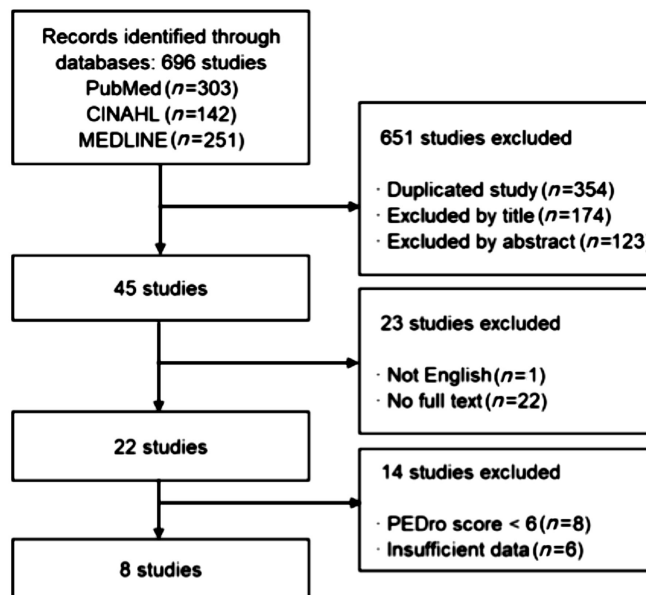 Records identified through
databases: 696 studies
PubMed (n=303)
CINAHL (n=142)
MEDLINE (n=251)
651 studies excluded
· Duplicated study (n=354)
· Excluded by title (n=174)
· Excluded by abstract (n=123)
45 studies
23 studies excluded
· Not English (n=1)
· No full text (n=22)
22 studies
14 studies excluded
· PEDro score < 6 (n=8)
· Insufficient data (n=6)
8 studies